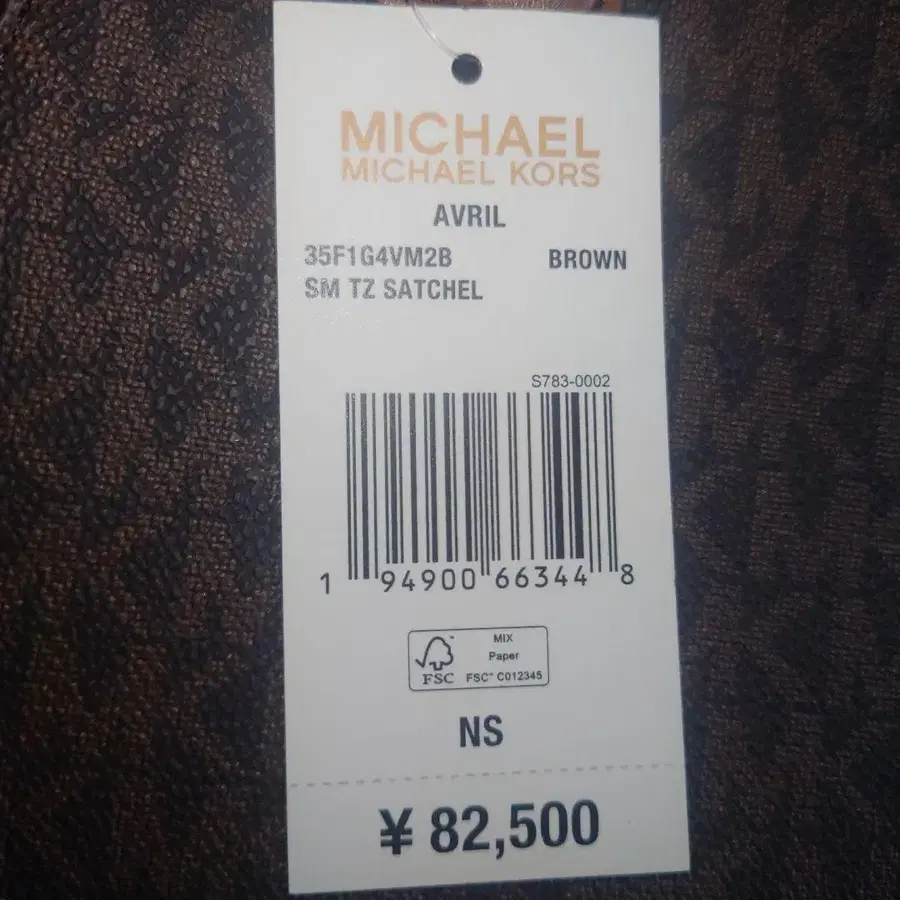 MICHAEL
MICHAEL KORS
AVRIL
35F1G4VM2B BROWN
SM TZ SATCHEL
S783-0002
1 94900 66344 8
MIX
Paper
FSC FSC® C012345
NS
¥ 82,500